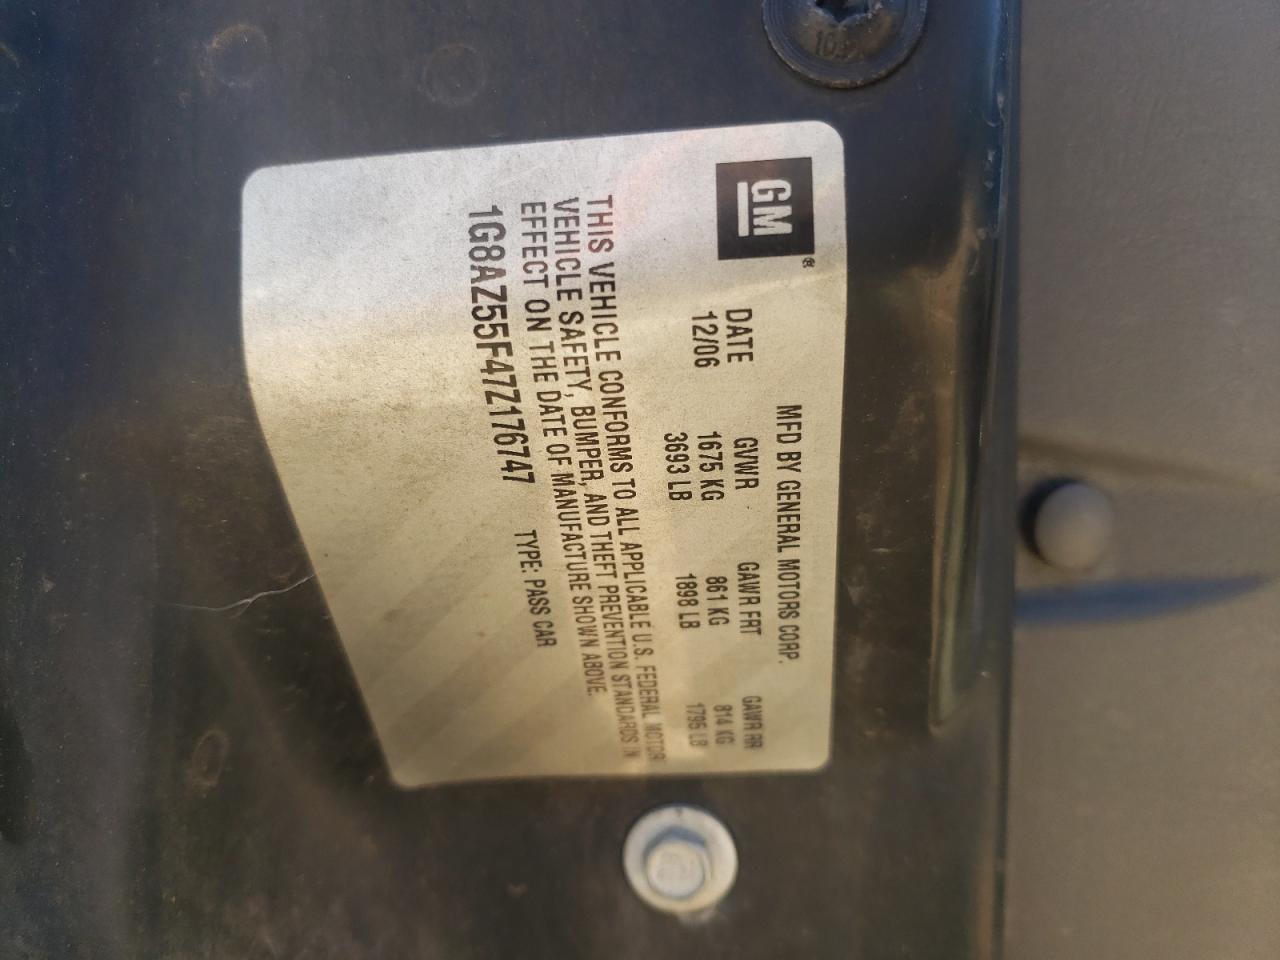 GM®
MFD BY GENERAL MOTORS CORP.
DATE GVWR GAWR FRT GAWR RR
12/06 1675 KG 861 KG 814 KG
3693 LB 1898 LB 1795 LB
THIS VEHICLE CONFORMS TO ALL APPLICABLE U.S. FEDERAL MOTOR
VEHICLE SAFETY, BUMPER, AND THEFT PREVENTION STANDARDS IN
EFFECT ON THE DATE OF MANUFACTURE SHOWN ABOVE.
1G8AZ55F47Z176747 TYPE: PASS CAR